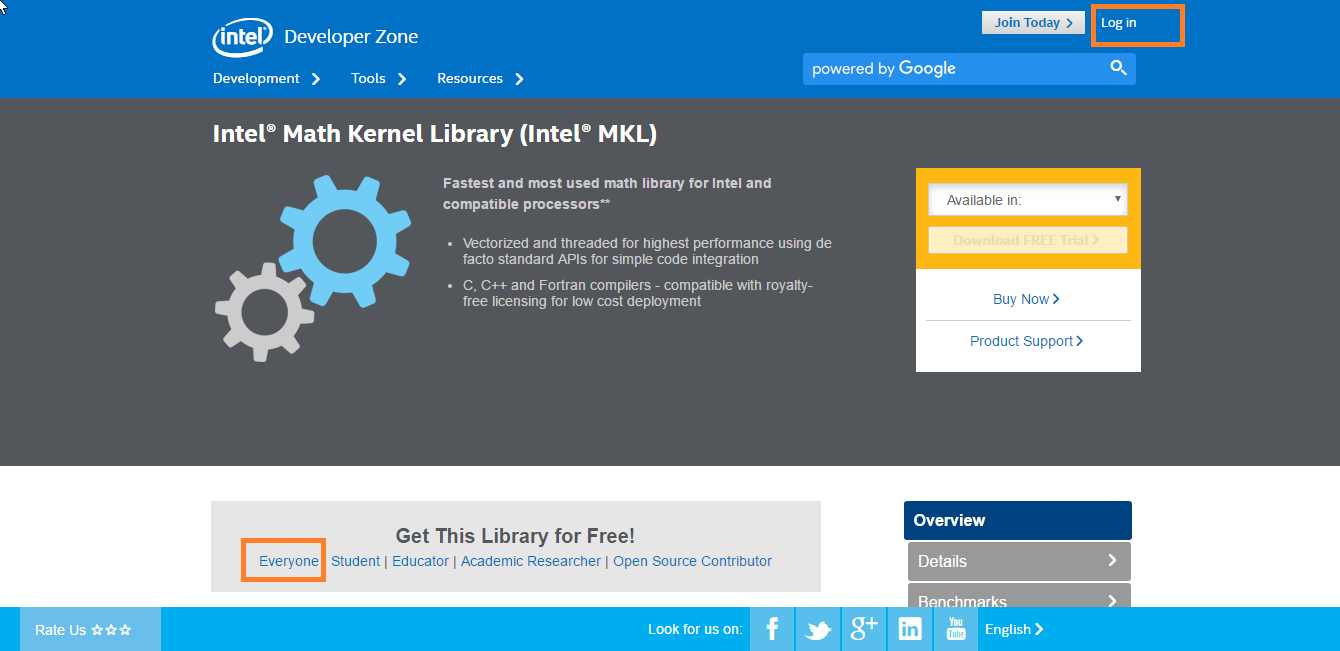 Join Today
Log in
intel Developer Zone
powered by Google
Development Tools Resources
Intel® Math Kernel Library (Intel® MKL)
Fastest and most used math library for Intel and
compatible processors**
• Vectorized and threaded for highest performance using de
facto standard APIs for simple code integration
• C, C++ and Fortran compilers - compatible with royalty-
free licensing for low cost deployment
Available in:
Download FREE Trial
Buy Now
Product Support
Get This Library for Free!
Everyone Student | Educator | Academic Researcher | Open Source Contributor
Overview
Details
Benchmarks
Rate Us
Look for us on:
f
g+
in
You
Tube
English